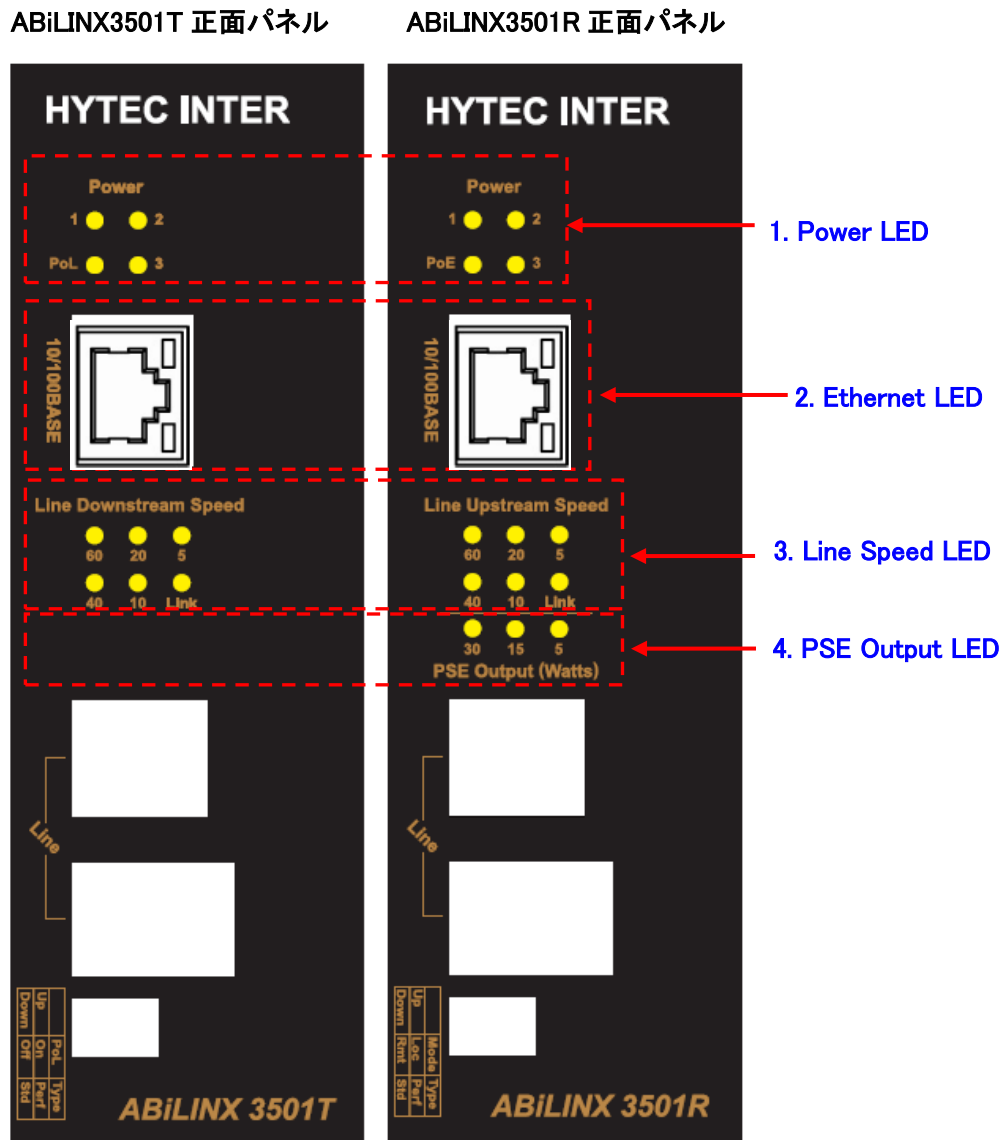 ABiLINX3501T 正面パネル
ABiLINX3501R 正面パネル
HYTEC INTER
Power
1
2
PoL
3
10/100BASE
Line Downstream Speed
60 20 5
40 10 Link
Line
PoL Type
Up On Perf
Down Off Std
ABiLINX 3501T
HYTEC INTER
Power
1
2
PoE
3
10/100BASE
Line Upstream Speed
60 20 5
40 10 Link
30 15 5
PSE Output (Watts)
Line
Mode Type
Up Loc Perf
Down Rmt Std
ABiLINX 3501R
1. Power LED
2. Ethernet LED
3. Line Speed LED
4. PSE Output LED